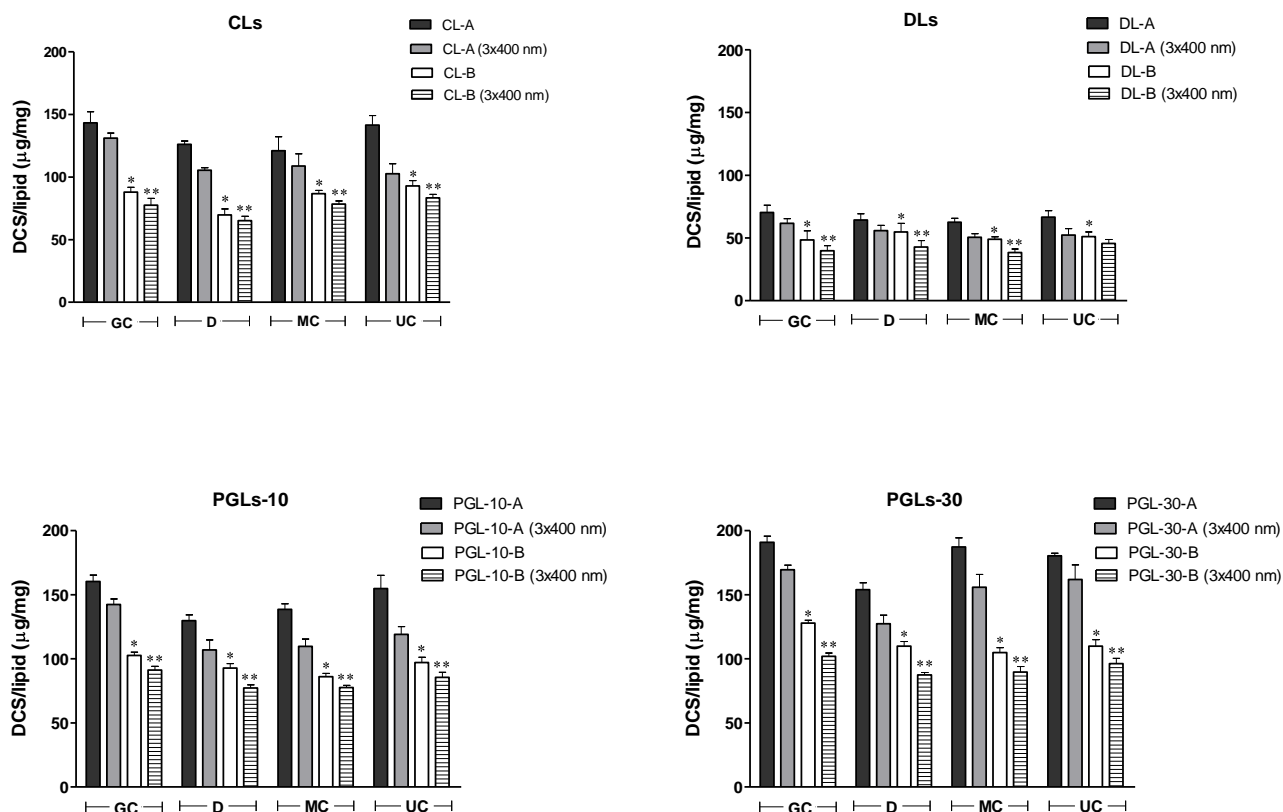 CLs
CL-A
CL-A (3x400 nm)
CL-B
CL-B (3x400 nm)
DCS/lipid (μg/mg)
200
150
100
50
0
* ** * ** * ** * **
GC D MC UC
DLs
DL-A
DL-A (3x400 nm)
DL-B
DL-B (3x400 nm)
DCS/lipid (μg/mg)
200
150
100
50
0
* ** * ** * ** *
GC D MC UC
PGLs-10
PGL-10-A
PGL-10-A (3x400 nm)
PGL-10-B
PGL-10-B (3x400 nm)
DCS/lipid (μg/mg)
200
150
100
50
0
* ** * ** * ** * **
GC D MC UC
PGLs-30
PGL-30-A
PGL-30-A (3x400 nm)
PGL-30-B
PGL-30-B (3x400 nm)
DCS/lipid (μg/mg)
200
150
100
50
0
* ** * ** * ** * **
GC D MC UC